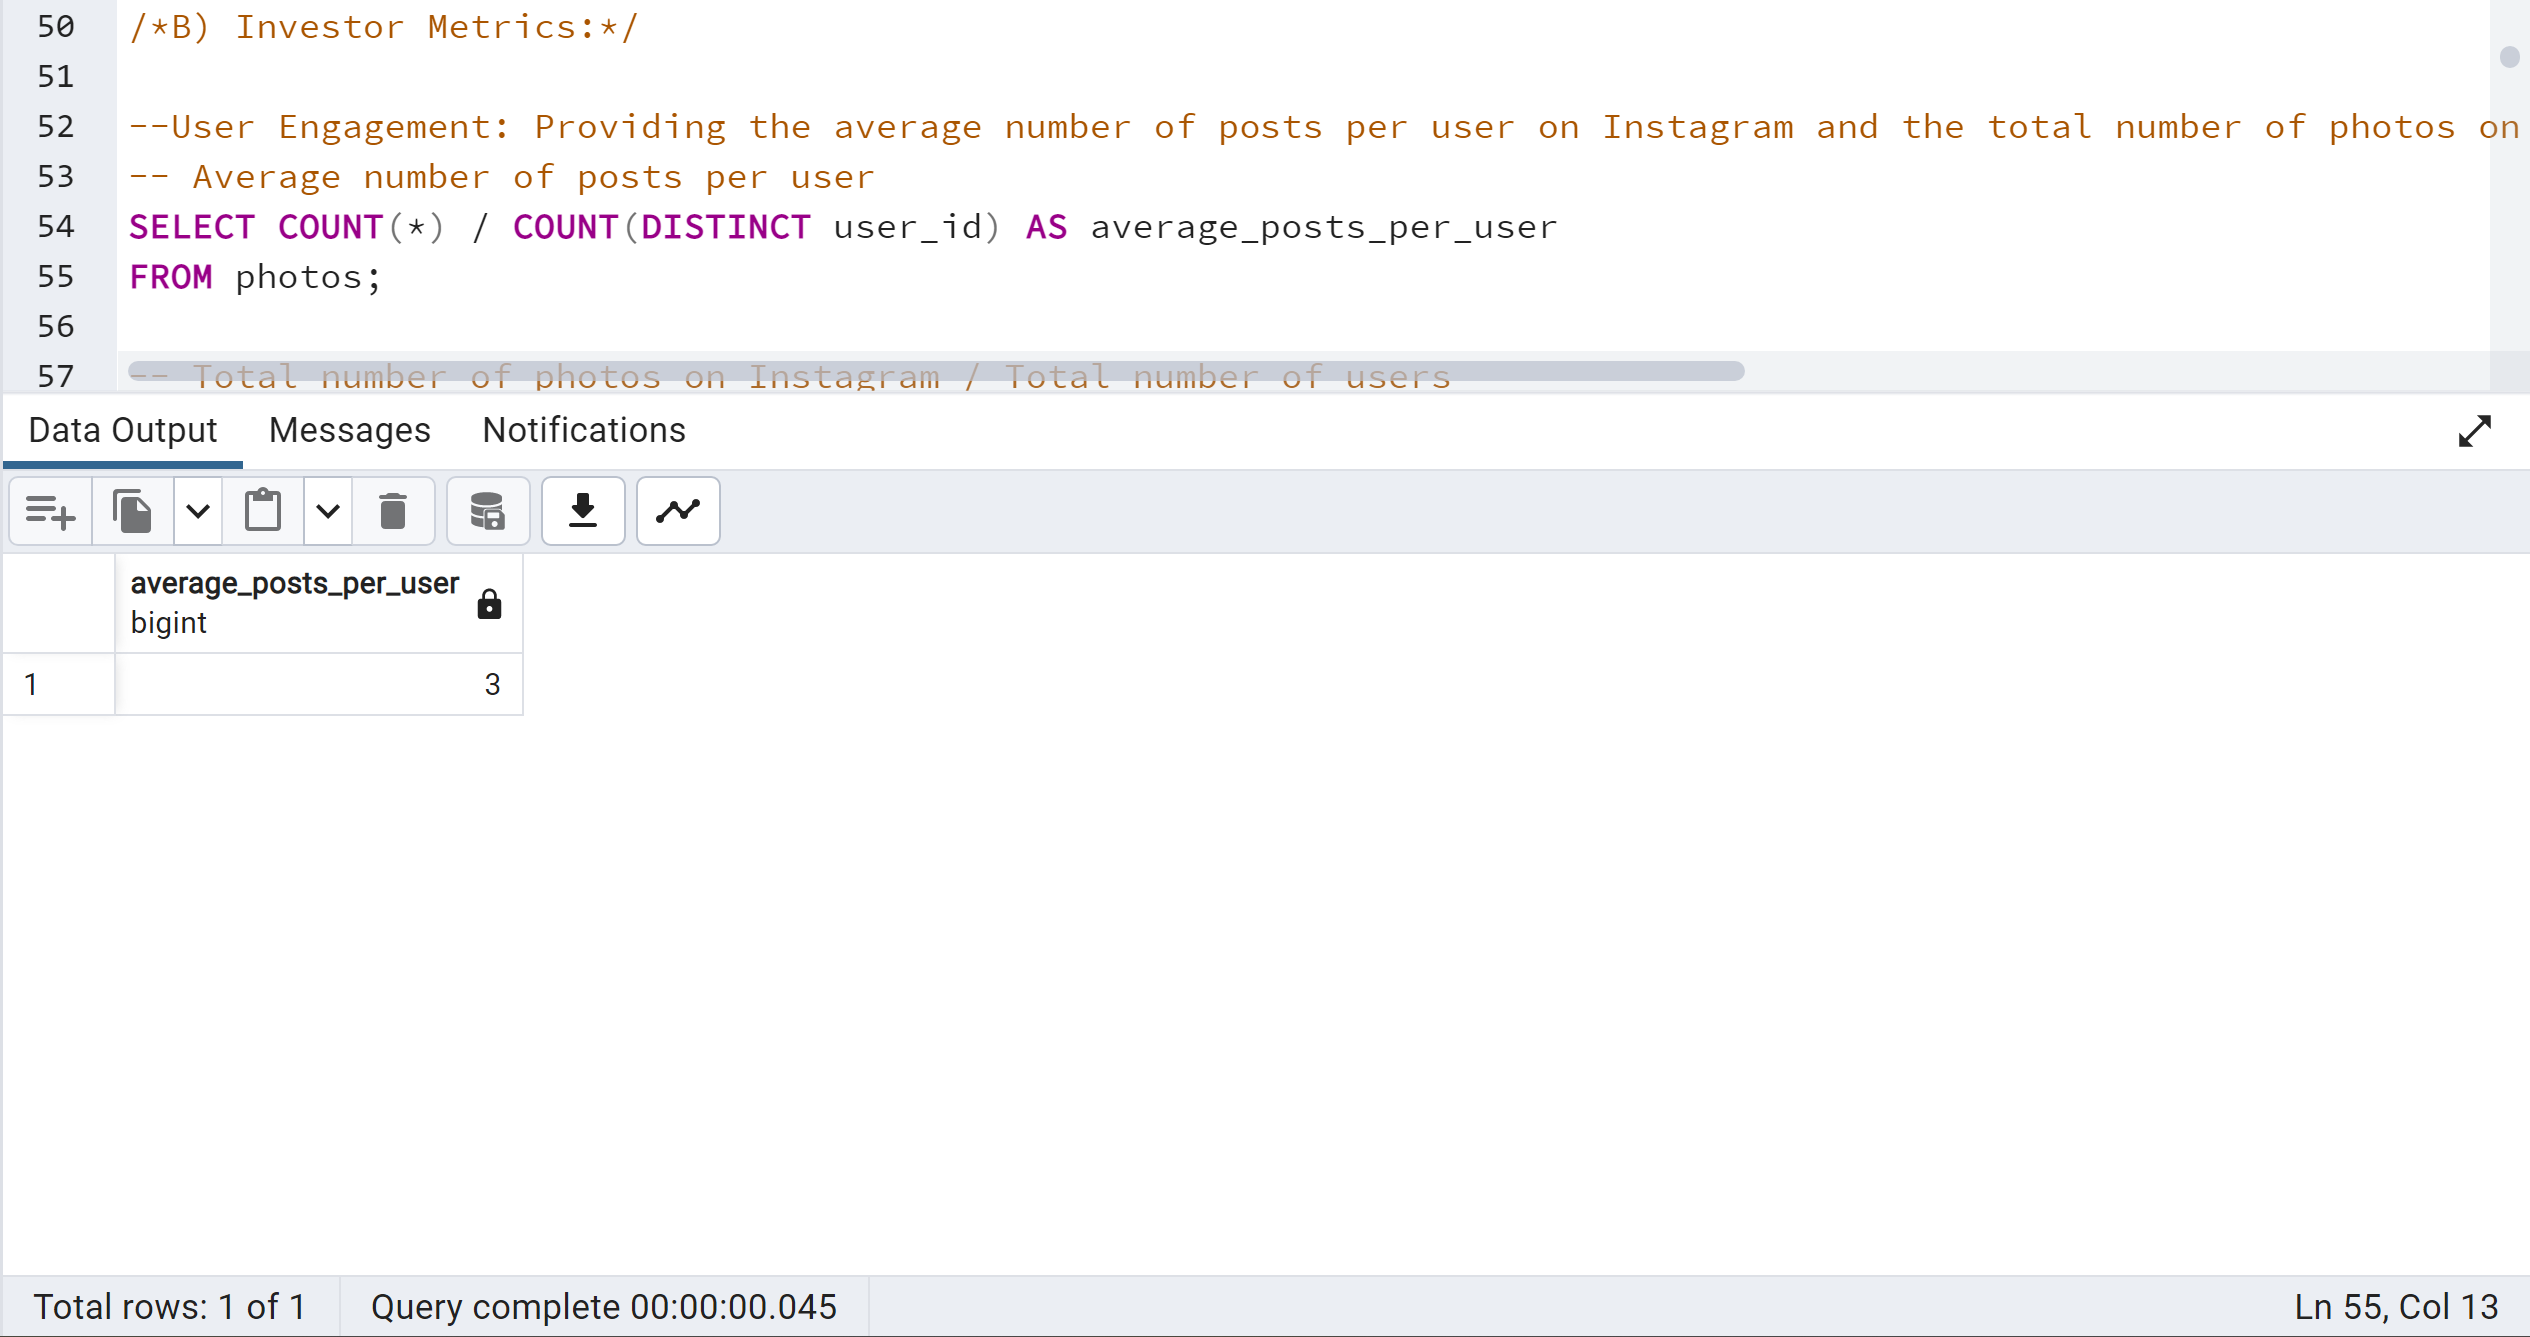 50 /*B) Investor Metrics:*/
51
52 --User Engagement: Providing the average number of posts per user on Instagram and the total number of photos on
53 -- Average number of posts per user
54 SELECT COUNT(*) / COUNT(DISTINCT user_id) AS average_posts_per_user
55 FROM photos;
56
57 -- Total number of photos on Instagram / Total number of users
Data Output Messages Notifications
average_posts_per_user
bigint
1 3
Total rows: 1 of 1 Query complete 00:00:00.045 Ln 55, Col 13